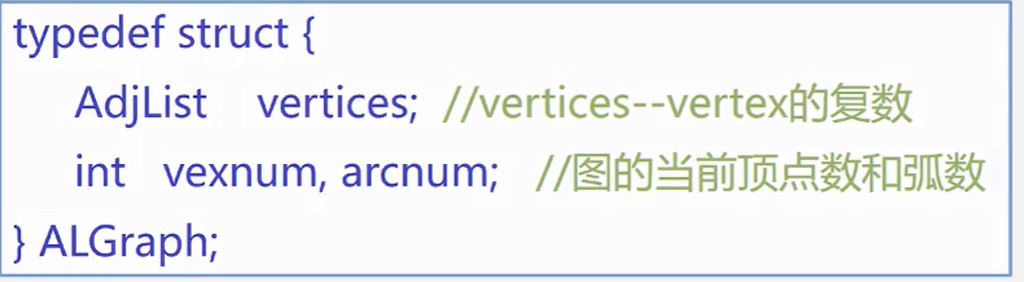 typedef struct {
AdjList vertices; //vertices--vertex的复数
int vexnum, arcnum; //图的当前顶点数和弧数
} ALGraph;